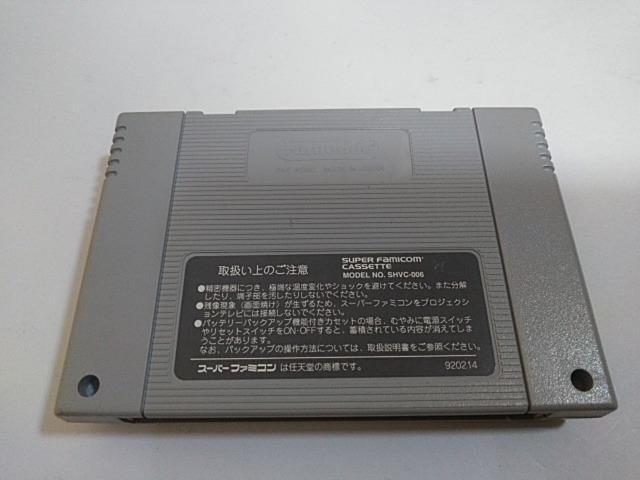 Nintendo
取扱い上のご注意
SUPER FAMICOM
CASSETTE
MODEL NO. SHVC-006
●精密機器につき、極端な温度変化やショックを避けてください。また分解
したり、端子部を汚したりしないでください。
●残像現象(画面焼け)が生ずるため、スーパーファミコンをプロジェクシ
ョンテレビには接続しないでください。
●バッテリーバックアップ機能付きカセットの場合、むやみに電源スイッチ
やリセットスイッチをON・OFFすると、蓄積されている内容が消えてしま
うことがあります。
なお、バックアップの操作方法については、取扱説明書をご参照ください。
スーパーファミコンは任天堂の商標です。
920214